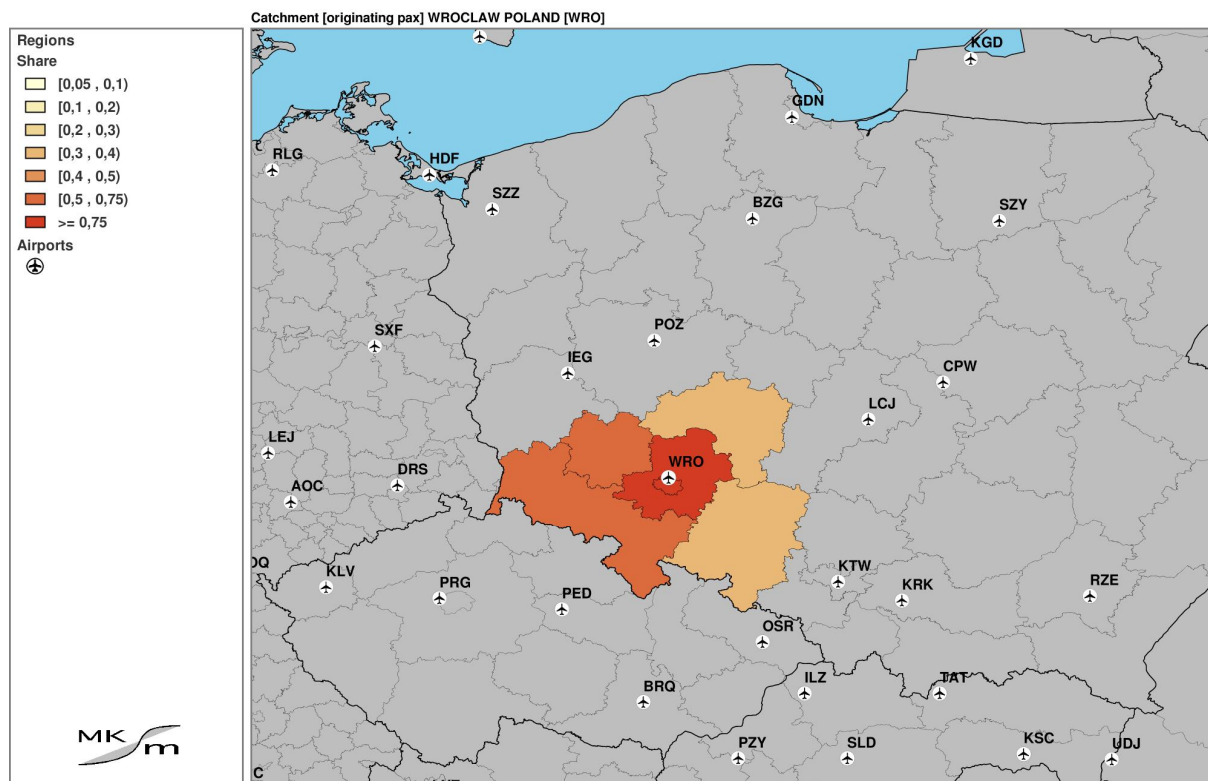 Catchment [originating pax] WROCLAW POLAND [WRO]
Regions
Share
[0,05 , 0,1)
[0,1 , 0,2)
[0,2 , 0,3)
[0,3 , 0,4)
[0,4 , 0,5)
[0,5 , 0,75)
>= 0,75
Airports
MK
m
KGD
GDN
RLG
HDF
SZZ
BZG
SZY
SXF
POZ
IEG
CPW
LCJ
LEJ
DRS
WRO
AOC
KLV
PRG
PED
KTW
KRK
RZE
OSR
BRQ
ILZ
TAT
PZY
SLD
KSC
UDJ
C